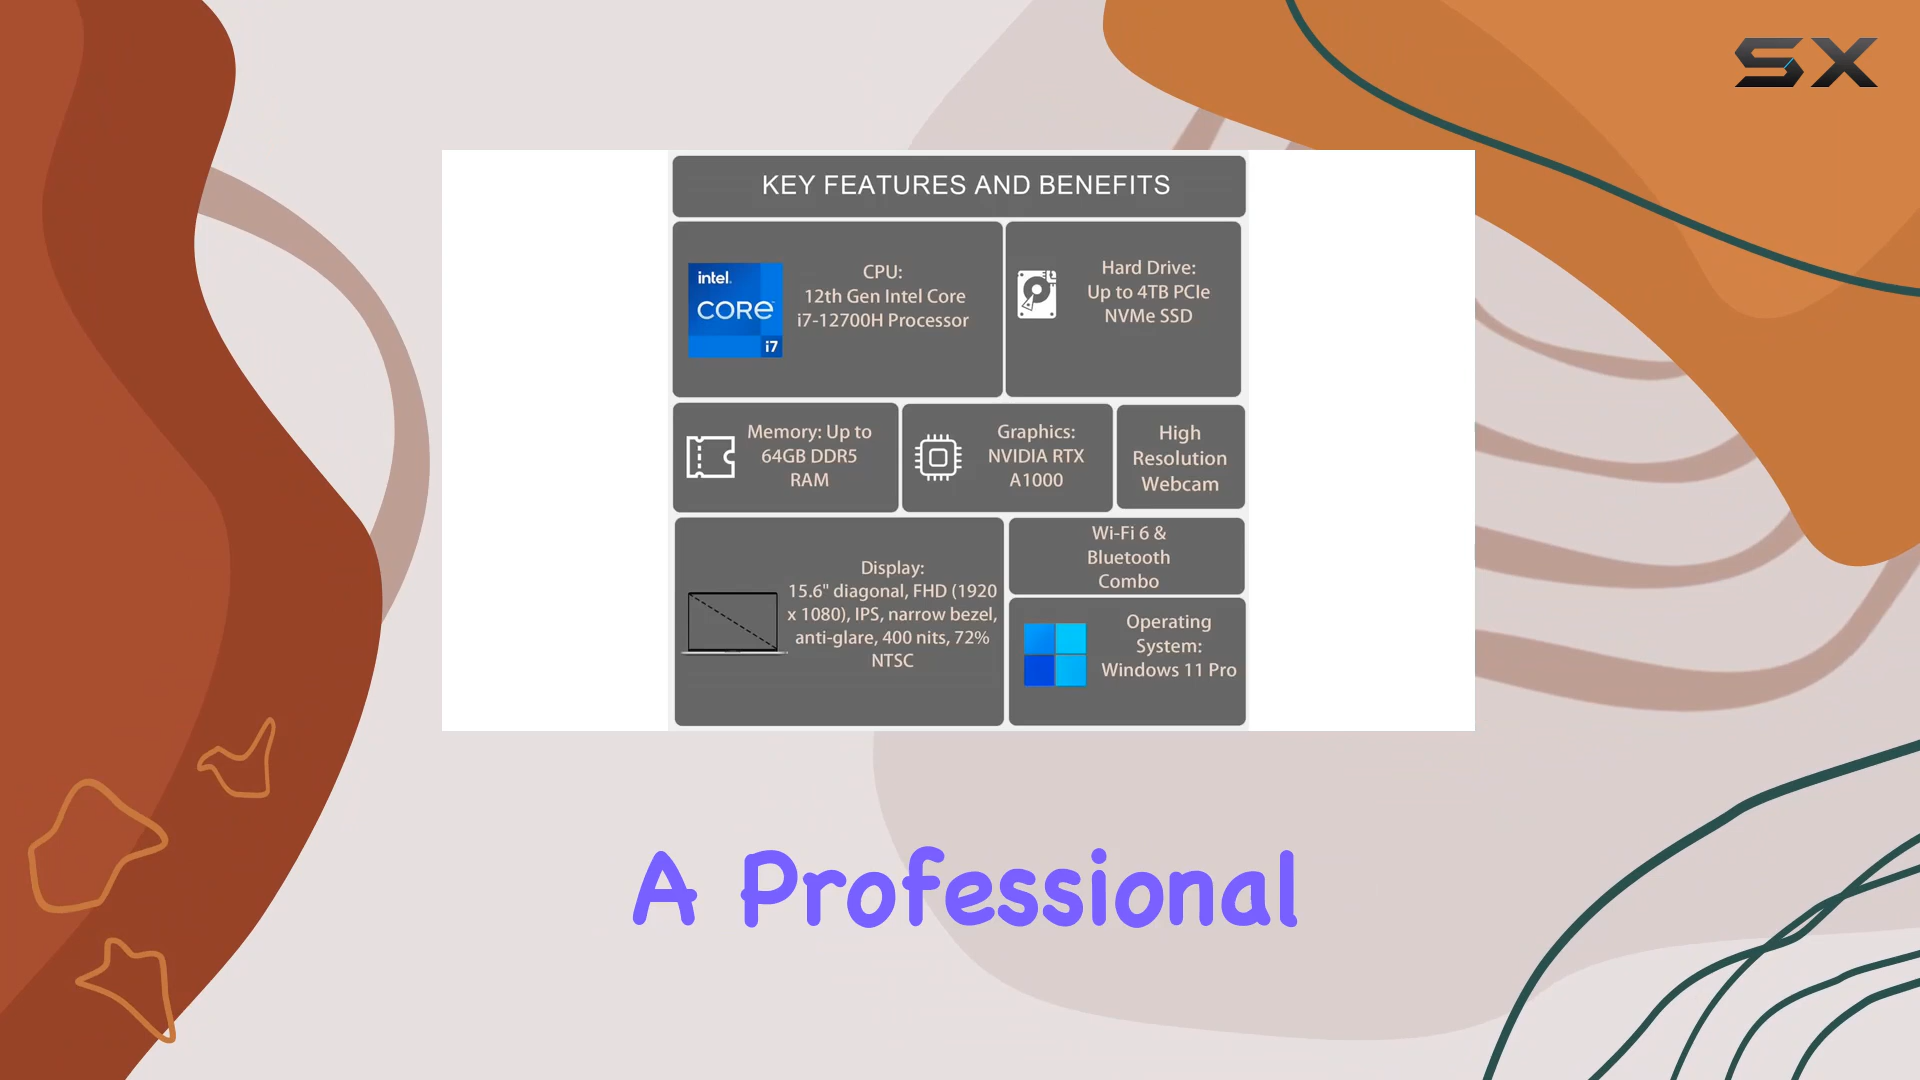 SX
KEY FEATURES AND BENEFITS
intel.
CORE
i7
CPU:
12th Gen Intel Core
i7-12700H Processor
Hard Drive:
Up to 4TB PCIe
NVMe SSD
Memory: Up to
64GB DDR5
RAM
Graphics:
NVIDIA RTX
A1000
High
Resolution
Webcam
Display:
15.6" diagonal, FHD (1920
x 1080), IPS, narrow bezel,
anti-glare, 400 nits, 72%
NTSC
Wi-Fi 6 &
Bluetooth
Combo
Operating
System:
Windows 11 Pro
A Professional